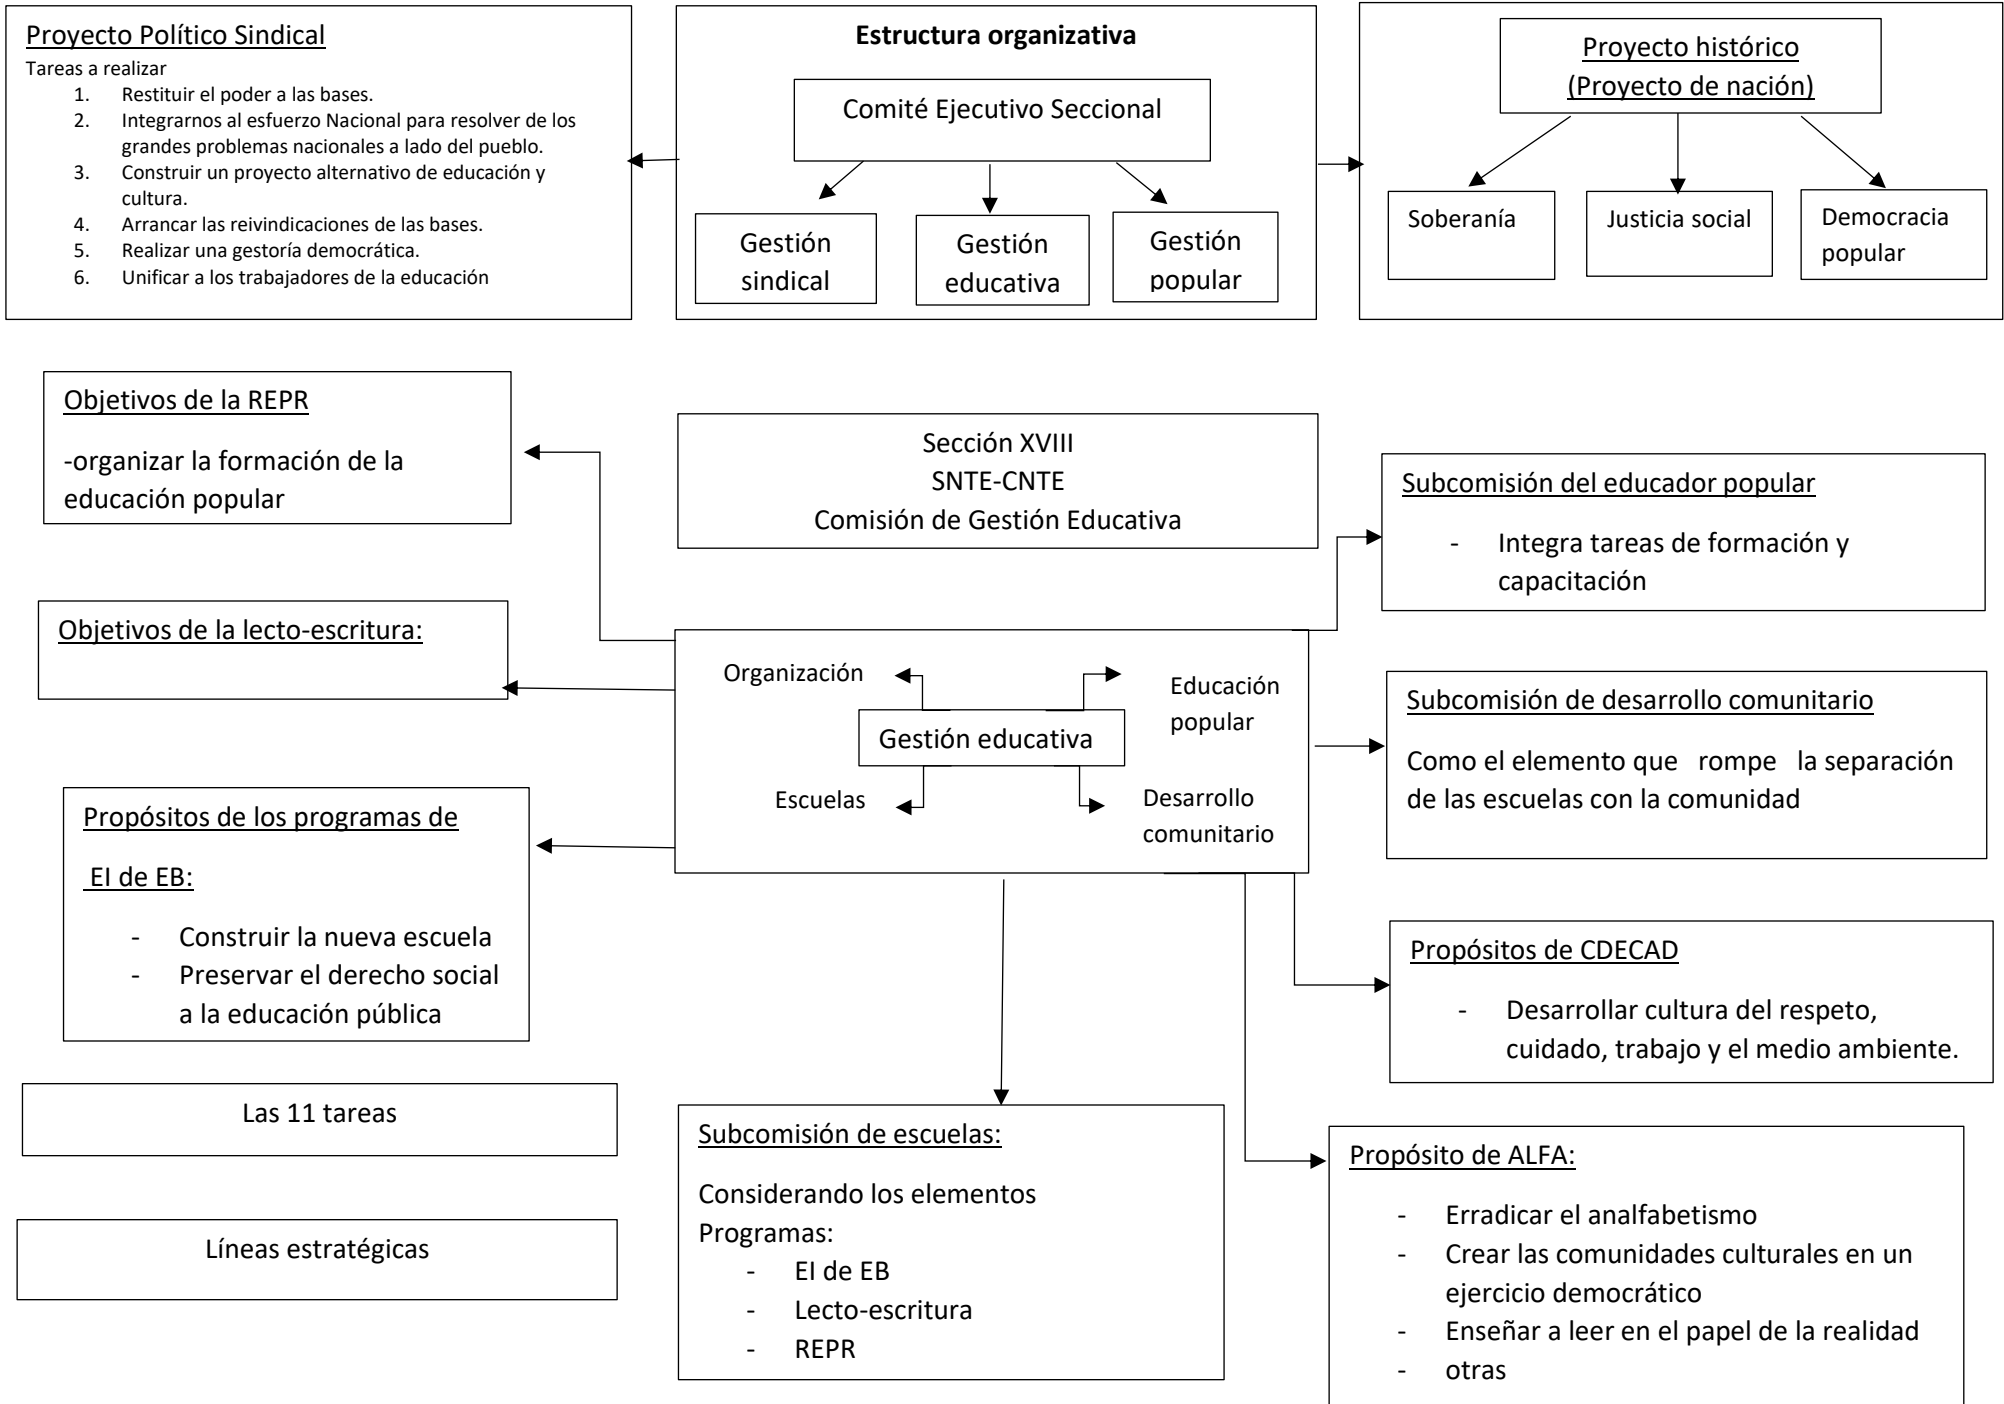 Proyecto Político Sindical
Tareas a realizar
1. Restituir el poder a las bases.
2. Integrarnos al esfuerzo Nacional para resolver de los
grandes problemas nacionales a lado del pueblo.
3. Construir un proyecto alternativo de educación y
cultura.
4. Arrancar las reivindicaciones de las bases.
5. Realizar una gestoría democrática.
6. Unificar a los trabajadores de la educación
Estructura organizativa
Comité Ejecutivo Seccional
Gestión
sindical
Gestión
educativa
Gestión
popular
Proyecto histórico
(Proyecto de nación)
Soberanía
Justicia social
Democracia
popular
Objetivos de la REPR
-organizar la formación de la
educación popular
Sección XVIII
SNTE-CNTE
Comisión de Gestión Educativa
Subcomisión del educador popular
- Integra tareas de formación y
capacitación
Objetivos de la lecto-escritura:
Organización
Educación
popular
Gestión educativa
Escuelas
Desarrollo
comunitario
Subcomisión de desarrollo comunitario
Como el elemento que rompe la separación
de las escuelas con la comunidad
Propósitos de los programas de
EI de EB:
- Construir la nueva escuela
- Preservar el derecho social
a la educación pública
Propósitos de CDECAD
- Desarrollar cultura del respeto,
cuidado, trabajo y el medio ambiente.
Las 11 tareas
Líneas estratégicas
Subcomisión de escuelas:
Considerando los elementos
Programas:
- EI de EB
- Lecto-escritura
- REPR
Propósito de ALFA:
- Erradicar el analfabetismo
- Crear las comunidades culturales en un
ejercicio democrático
- Enseñar a leer en el papel de la realidad
- otras